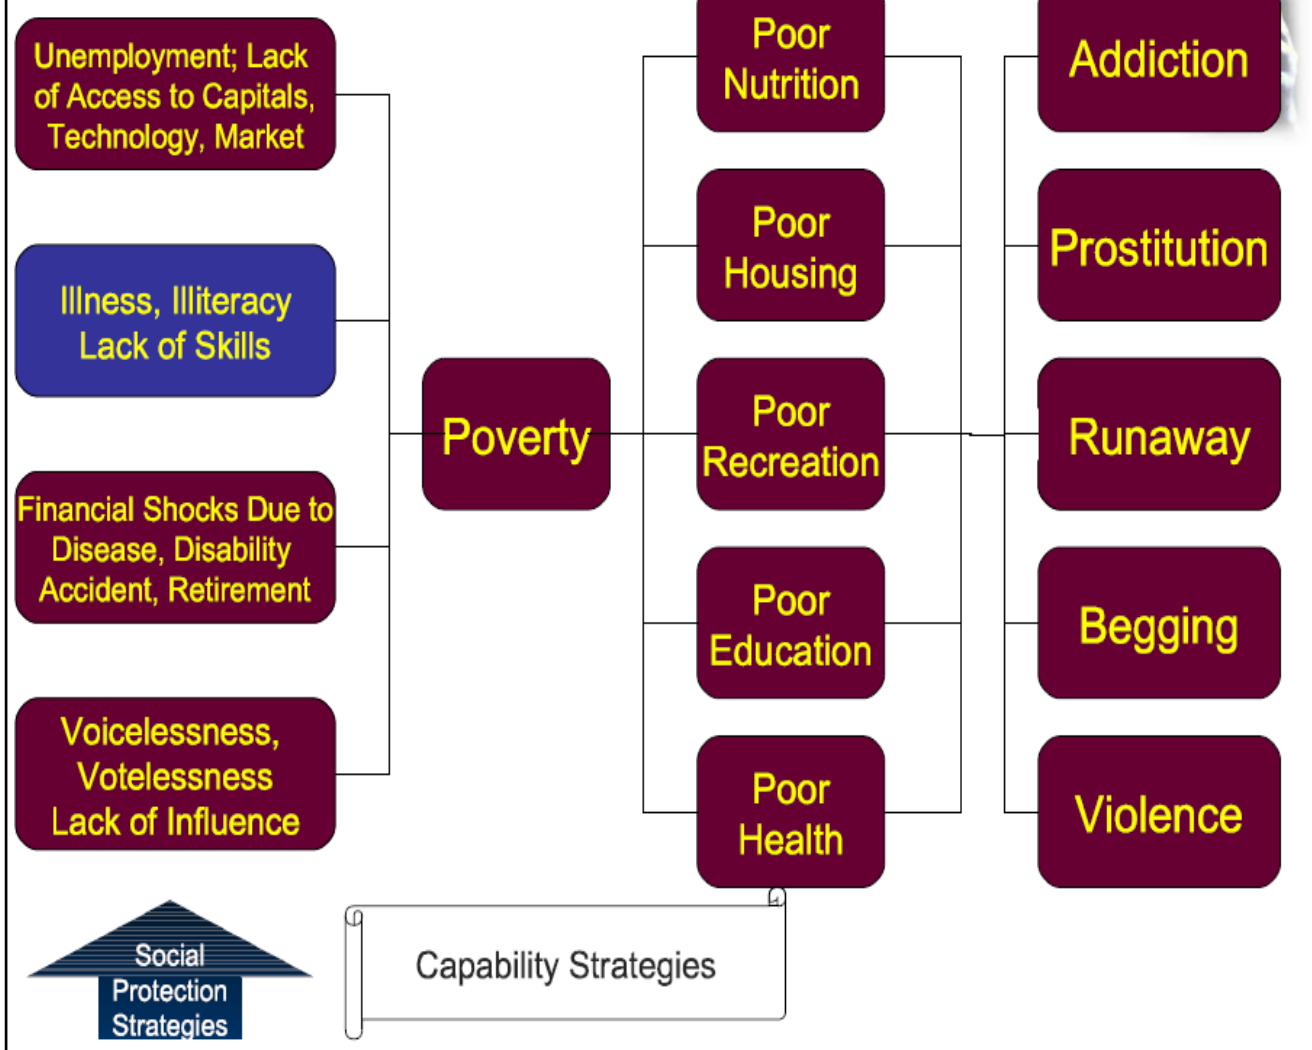 Unemployment; Lack
of Access to Capitals,
Technology, Market
Illness, Illiteracy
Lack of Skills
Financial Shocks Due to
Disease, Disability
Accident, Retirement
Voicelessness,
Votelessness
Lack of Influence
Poverty
Poor
Nutrition
Poor
Housing
Poor
Recreation
Poor
Education
Poor
Health
Addiction
Prostitution
Runaway
Begging
Violence
Social
Protection
Strategies
Capability Strategies